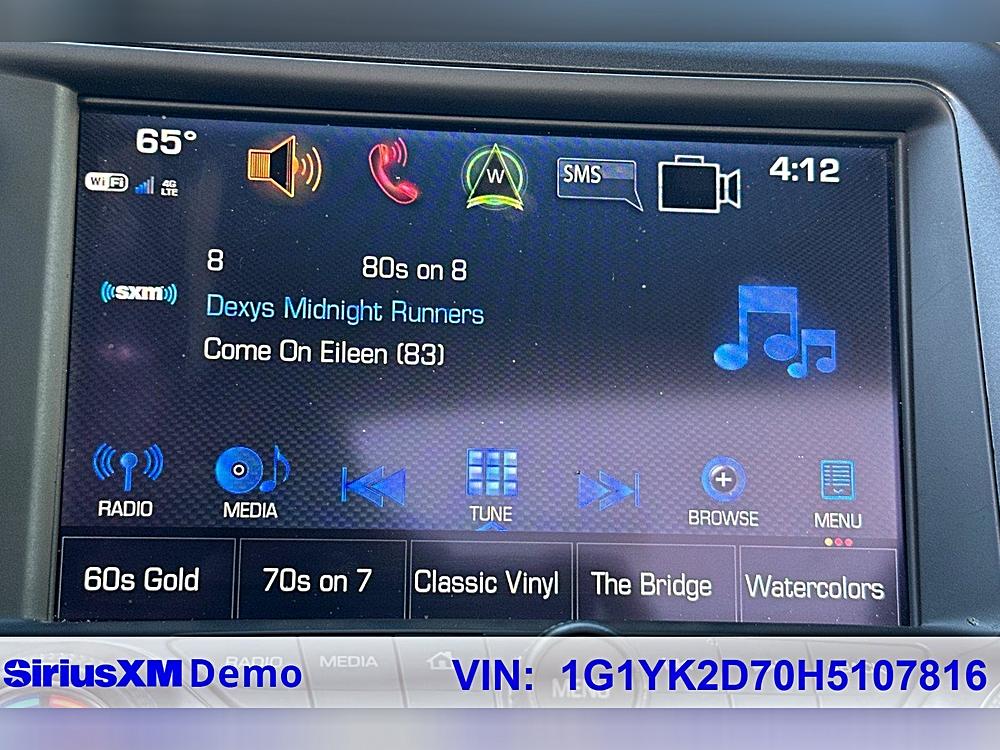 65°
4:12
WiFi
4G
LTE
W
SMS
8 80s on 8
((sxm))
Dexys Midnight Runners
Come On Eileen (83)
RADIO
MEDIA
TUNE
BROWSE
MENU
60s Gold
70s on 7
Classic Vinyl
The Bridge
Watercolors
RADIO
MEDIA
MENU
SiriusXM Demo
VIN: 1G1YK2D70H5107816